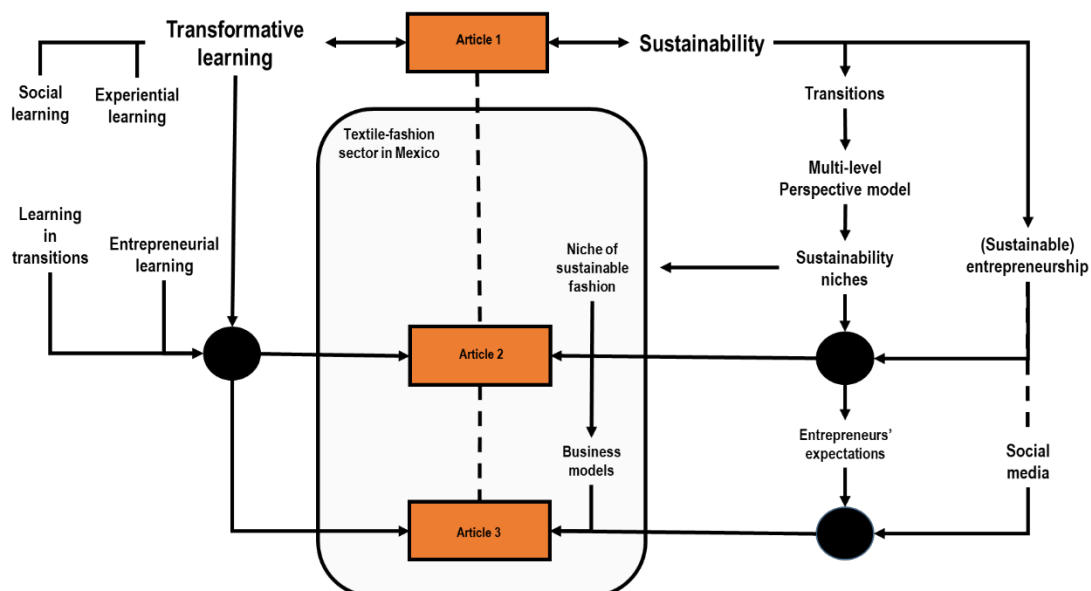 Transformative
learning
Article 1
Sustainability
Social
learning
Experiential
learning
Transitions
Textile-fashion
sector in Mexico
Multi-level
Perspective model
Learning
in
transitions
Entrepreneurial
learning
Niche of
sustainable
fashion
Sustainability
niches
(Sustainable)
entrepreneurship
Article 2
Entrepreneurs’
expectations
Business
models
Social
media
Article 3